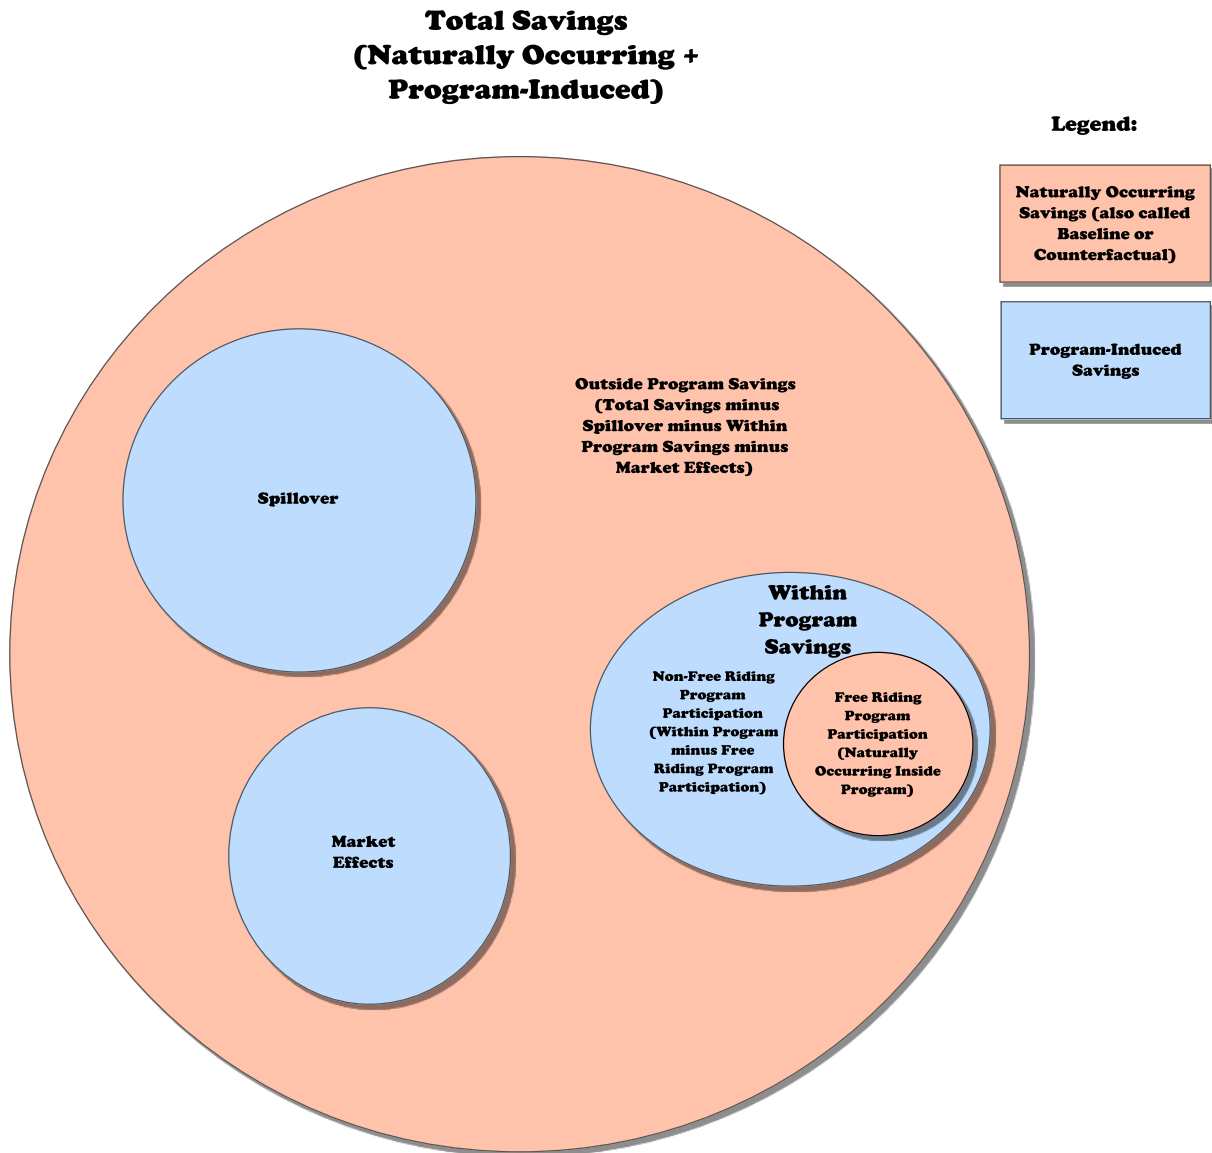 Total Savings
(Naturally Occurring +
Program-Induced)
Legend:
Naturally Occurring
Savings (also called
Baseline or
Counterfactual)
Program-Induced
Savings
Outside Program Savings
(Total Savings minus
Spillover minus Within
Program Savings minus
Market Effects)
Spillover
Within
Program
Savings
Non-Free Riding
Program
Participation
(Within Program
minus Free
Riding Program
Participation)
Free Riding
Program
Participation
(Naturally
Occurring Inside
Program)
Market
Effects